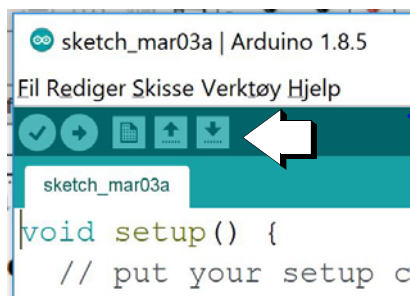 sketch_mar03a | Arduino 1.8.5
Fil Rediger Skisse Verktøy Hjelp
sketch_mar03a
void setup() {
// put your setup c